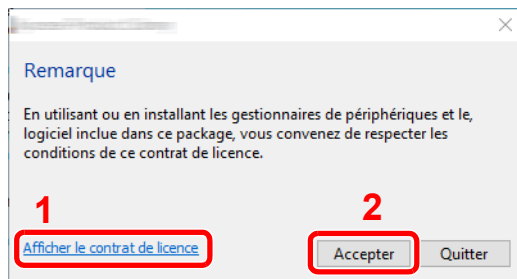 Remarque
En utilisant ou en installant les gestionnaires de périphériques et le,
logiciel inclue dans ce package, vous convenez de respecter les
conditions de ce contrat de licence.
1
2
Afficher le contrat de licence
Accepter
Quitter